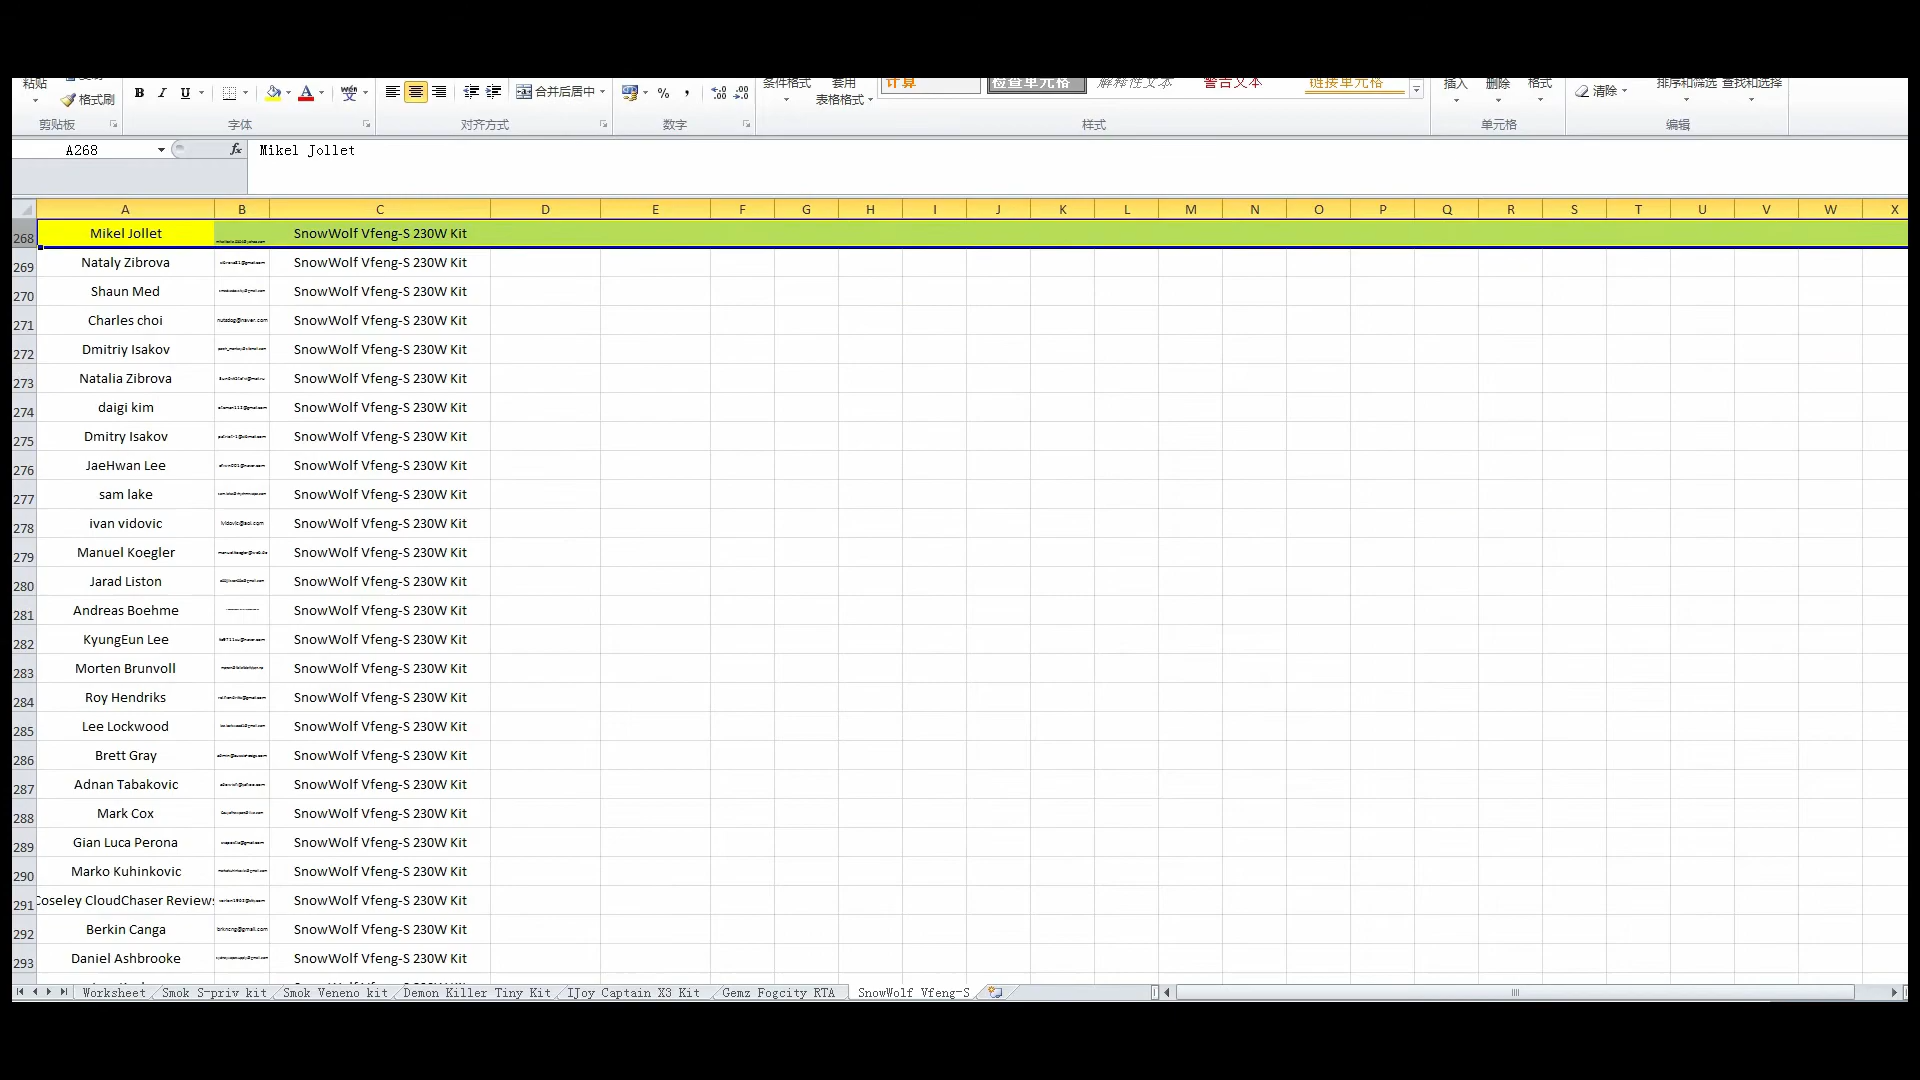 粘贴 条件格式 套用 计算 检查单元格 解释性文本 警告文本 链接单元格 插入 删除 格式 排序和筛选 查找和选择
格式刷 B I U A wén 合并后居中 % , 表格格式 清除
剪贴板 字体 对齐方式 数字 样式 单元格 编辑
A268 fx Mikel Jollet
A B C D E F G H I J K L M N O P Q R S T U V W X
268 Mikel Jollet SnowWolf Vfeng-S 230W Kit
269 Nataly Zibrova SnowWolf Vfeng-S 230W Kit
270 Shaun Med SnowWolf Vfeng-S 230W Kit
271 Charles choi nutsdog@naver.com SnowWolf Vfeng-S 230W Kit
272 Dmitriy Isakov SnowWolf Vfeng-S 230W Kit
273 Natalia Zibrova SnowWolf Vfeng-S 230W Kit
274 daigi kim SnowWolf Vfeng-S 230W Kit
275 Dmitry Isakov SnowWolf Vfeng-S 230W Kit
276 JaeHwan Lee SnowWolf Vfeng-S 230W Kit
277 sam lake SnowWolf Vfeng-S 230W Kit
278 ivan vidovic ividovic@aol.com SnowWolf Vfeng-S 230W Kit
279 Manuel Koegler SnowWolf Vfeng-S 230W Kit
280 Jarad Liston SnowWolf Vfeng-S 230W Kit
281 Andreas Boehme SnowWolf Vfeng-S 230W Kit
282 KyungEun Lee SnowWolf Vfeng-S 230W Kit
283 Morten Brunvoll SnowWolf Vfeng-S 230W Kit
284 Roy Hendriks SnowWolf Vfeng-S 230W Kit
285 Lee Lockwood SnowWolf Vfeng-S 230W Kit
286 Brett Gray SnowWolf Vfeng-S 230W Kit
287 Adnan Tabakovic SnowWolf Vfeng-S 230W Kit
288 Mark Cox SnowWolf Vfeng-S 230W Kit
289 Gian Luca Perona SnowWolf Vfeng-S 230W Kit
290 Marko Kuhinkovic SnowWolf Vfeng-S 230W Kit
291 Coseley CloudChaser Reviews SnowWolf Vfeng-S 230W Kit
292 Berkin Canga brkncng@gmail.com SnowWolf Vfeng-S 230W Kit
293 Daniel Ashbrooke SnowWolf Vfeng-S 230W Kit
Worksheet Smok S-priv kit Smok Veneno kit Demon Killer Tiny Kit IJoy Captain X3 Kit Gemz Fogcity RTA SnowWolf Vfeng-S